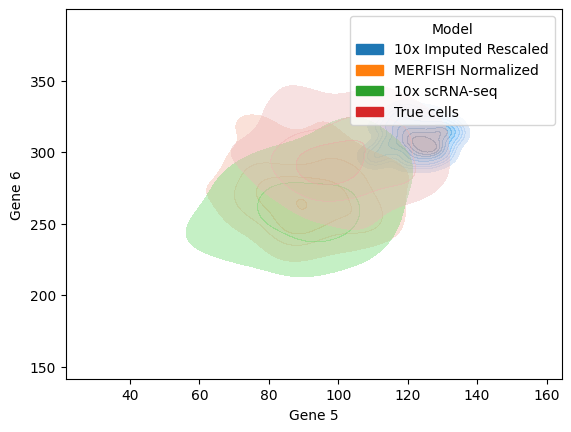 Model
10x Imputed Rescaled
MERFISH Normalized
10x scRNA-seq
True cells
350
300
250
200
150
Gene 6
40 60 80 100 120 140 160
Gene 5